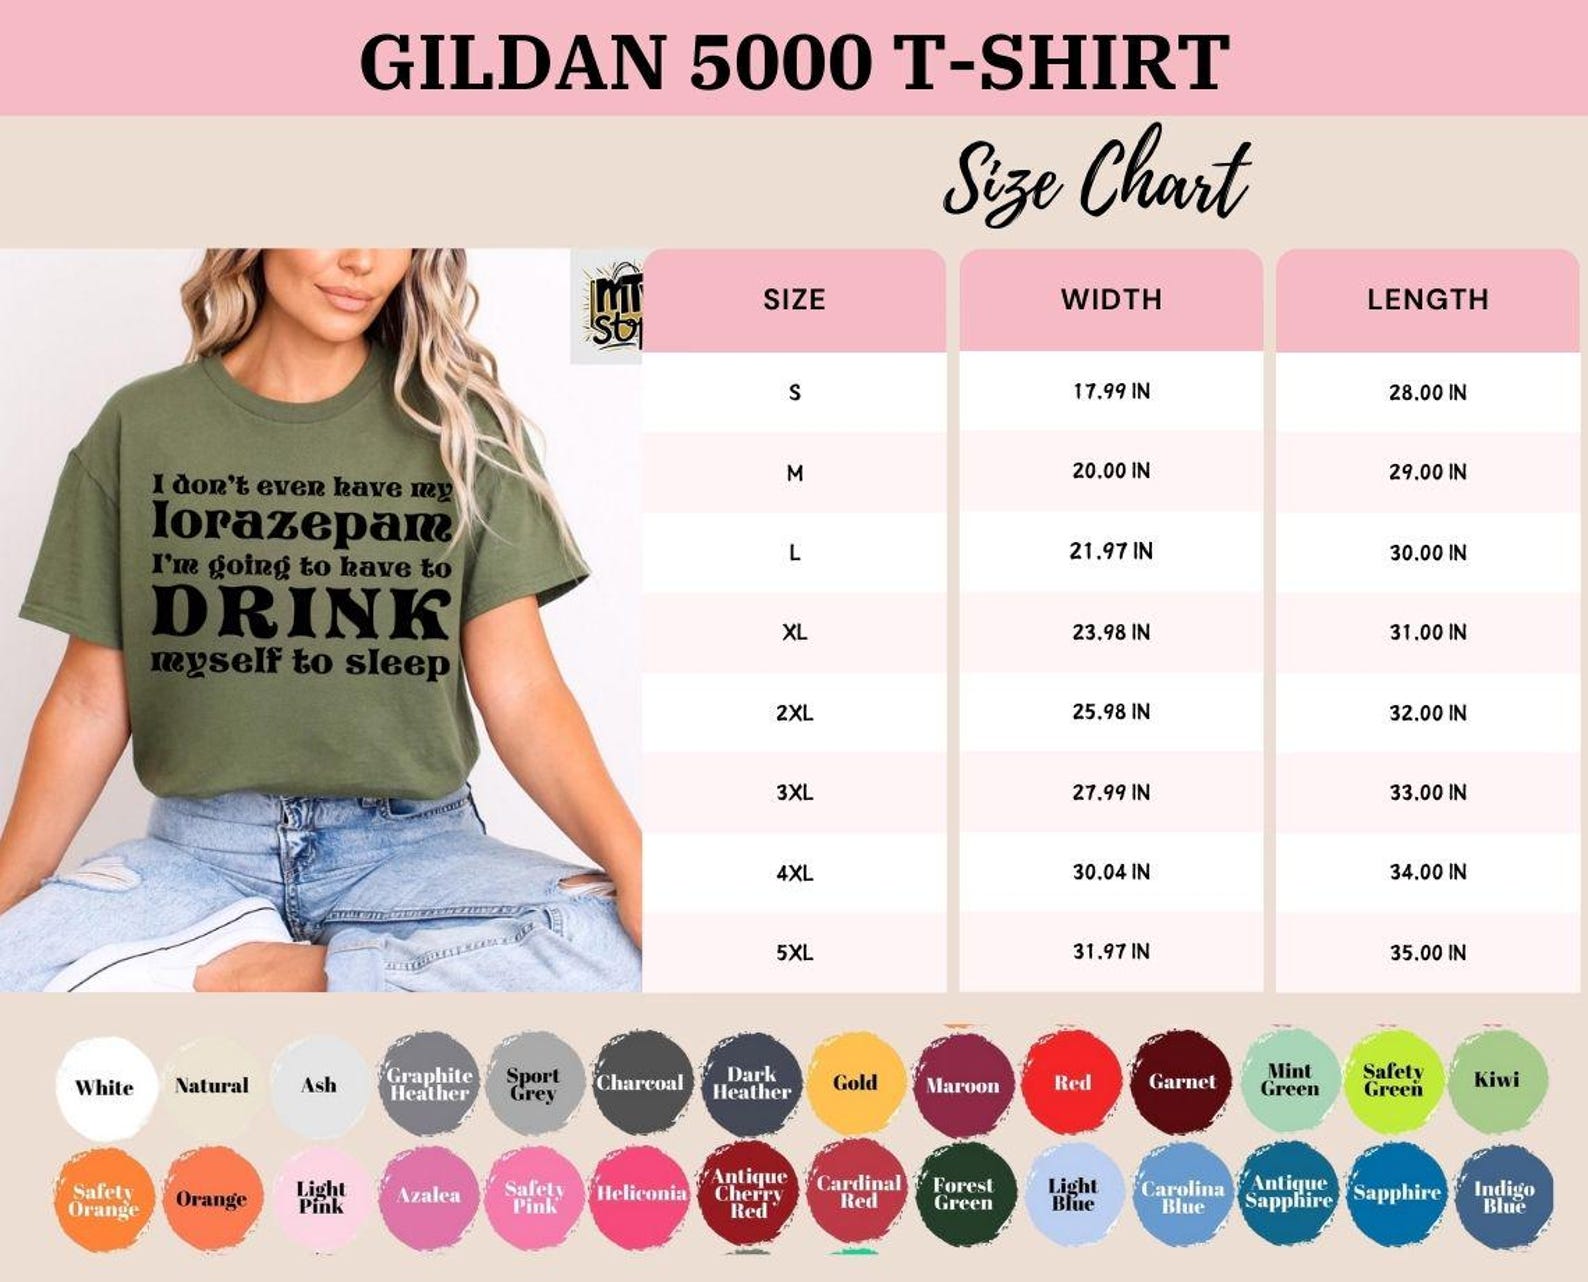 GILDAN 5000 T-SHIRT
Size Chart
I don't even have my
lorazepam
I'm going to have to
DRINK
myself to sleep
SIZE WIDTH LENGTH
S 17.99 IN 28.00 IN
M 20.00 IN 29.00 IN
L 21.97 IN 30.00 IN
XL 23.98 IN 31.00 IN
2XL 25.98 IN 32.00 IN
3XL 27.99 IN 33.00 IN
4XL 30.04 IN 34.00 IN
5XL 31.97 IN 35.00 IN
White Natural Ash Graphite Heather Sport Grey Charcoal Dark Heather Gold Maroon Red Garnet Mint Green Safety Green Kiwi
Safety Orange Orange Light Pink Azalea Safety Pink Heliconia Antique Cherry Red Cardinal Red Forest Green Light Blue Carolina Blue Antique Sapphire Sapphire Indigo Blue